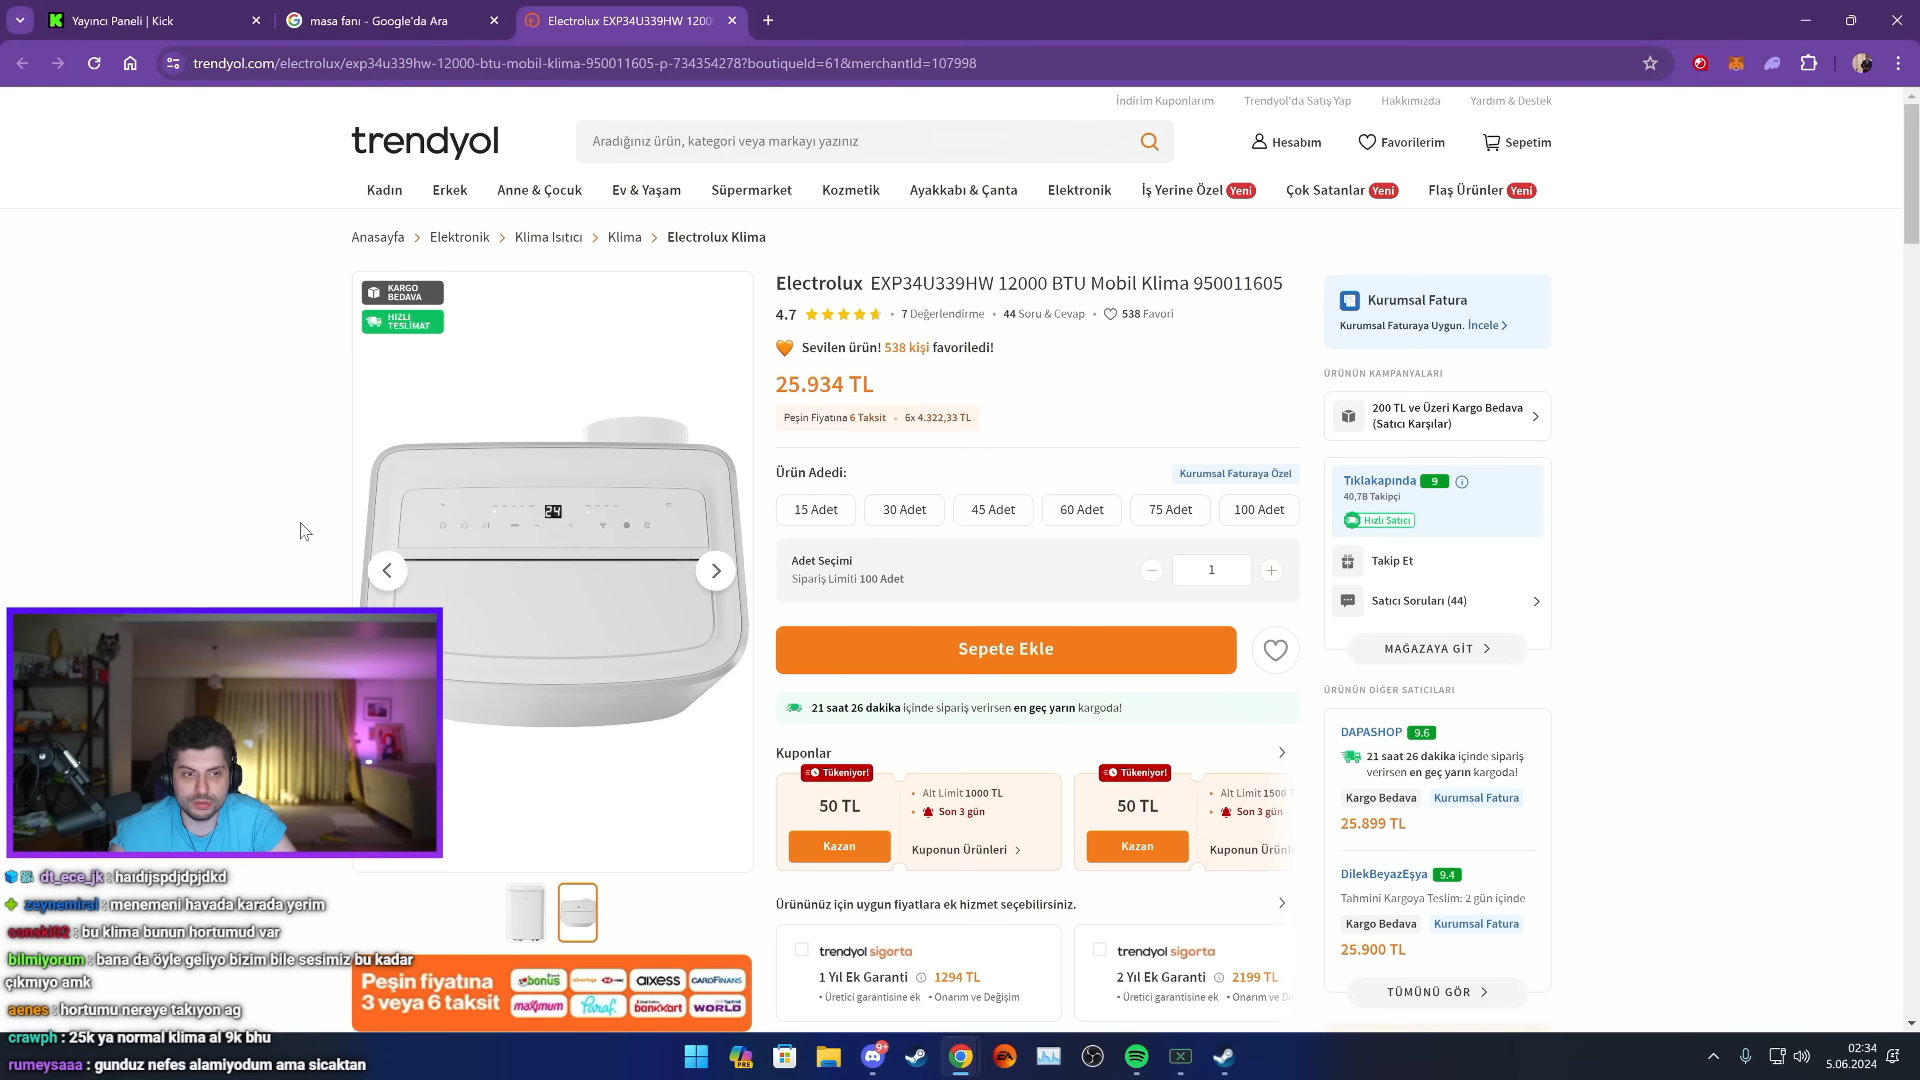 Yayıncı Paneli | Kick
masa fanı - Google'da Ara
Electrolux EXP34U339HW 1200
trendyol.com/electrolux/exp34u339hw-12000-btu-mobil-klima-950011605-p-734354278?boutiqueId=61&merchantId=107998
İndirim Kuponlarım
Trendyol'da Satış Yap
Hakkımızda
Yardım & Destek
trendyol
Aradığınız ürün, kategori veya markayı yazınız
Hesabım
Favorilerim
Sepetim
Kadın
Erkek
Anne & Çocuk
Ev & Yaşam
Süpermarket
Kozmetik
Ayakkabı & Çanta
Elektronik
İş Yerine Özel Yeni
Çok Satanlar Yeni
Flaş Ürünler Yeni
Anasayfa > Elektronik > Klima Isıtıcı > Klima > Electrolux Klima
KARGO
BEDAVA
HIZLI
TESLİMAT
24
Electrolux EXP34U339HW 12000 BTU Mobil Klima 950011605
4.7 • 7 Değerlendirme • 44 Soru & Cevap • 538 Favori
Sevilen ürün! 538 kişi favoriledi!
25.934 TL
Peşin Fiyatına 6 Taksit • 6x 4.322,33 TL
Ürün Adedi:
Kurumsal Faturaya Özel
15 Adet
30 Adet
45 Adet
60 Adet
75 Adet
100 Adet
Adet Seçimi
Sipariş Limiti 100 Adet
1
Sepete Ekle
21 saat 26 dakika içinde sipariş verirsen en geç yarın kargoda!
Kuponlar
Tükeniyor!
50 TL
Kazan
• Alt Limit 1000 TL
• Son 3 gün
Kuponun Ürünleri
Tükeniyor!
50 TL
Kazan
• Alt Limit 1500 T
• Son 3 gün
Kuponun Ürünl
Ürününüz için uygun fiyatlara ek hizmet seçebilirsiniz.
trendyol sigorta
1 Yıl Ek Garanti 1294 TL
• Üretici garantisine ek • Onarım ve Değişim
trendyol sigorta
2 Yıl Ek Garanti 2199 TL
• Üretici garantisine ek • Onarım ve De
Kurumsal Fatura
Kurumsal Faturaya Uygun. İncele
ÜRÜNÜN KAMPANYALARI
200 TL ve Üzeri Kargo Bedava
(Satıcı Karşılar)
Tıklakapında 9
40,7B Takipçi
Hızlı Satıcı
Takip Et
Satıcı Soruları (44)
MAĞAZAYA GİT
ÜRÜNÜN DİĞER SATICILARI
DAPASHOP 9.6
21 saat 26 dakika içinde sipariş
verirsen en geç yarın kargoda!
Kargo Bedava Kurumsal Fatura
25.899 TL
DilekBeyazEşya 9.4
Tahmini Kargoya Teslim: 2 gün içinde
Kargo Bedava Kurumsal Fatura
25.900 TL
TÜMÜNÜ GÖR
Peşin fiyatına
3 veya 6 taksit
bonus
axess
CARDFINANS
maximum
Paraf
bankkart
WORLD
dt_ece_jk : haıdıjspdjdpjdkd
zeynemiral : menemeni havada karada yerim
conski02 : bu klima bunun hortumud var
bilmiyorum : bana da öyle geliyo bizim bile sesimiz bu kadar
çıkmıyo amk
aenes : hortumu nereye takıyon ag
crawph : 25k ya normal klima al 9k bhu
rumeysaaa : gunduz nefes alamiyodum ama sicaktan
PRE
9+
EA
02:34
5.06.2024